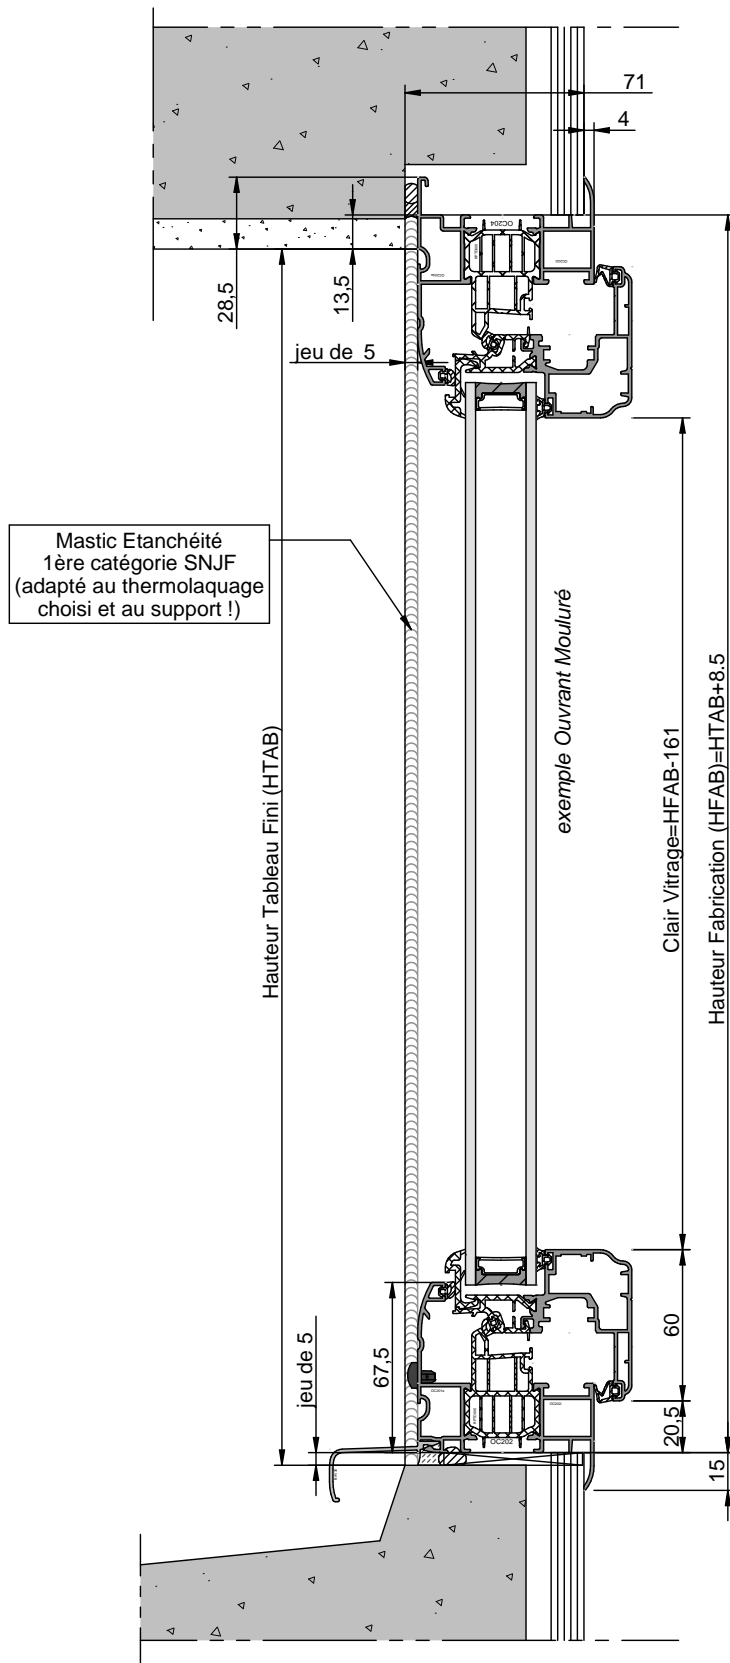 71
4
OC204
28,5
13,5
jeu de 5
Mastic Etanchéité
1ère catégorie SNJF
(adapté au thermolaquage
choisi et au support !)
exemple Ouvrant Mouluré
Hauteur Tableau Fini (HTAB)
Clair Vitrage=HFAB-161
Hauteur Fabrication (HFAB)=HTAB+8.5
jeu de 5
67,5
60
20,5
OC202
15